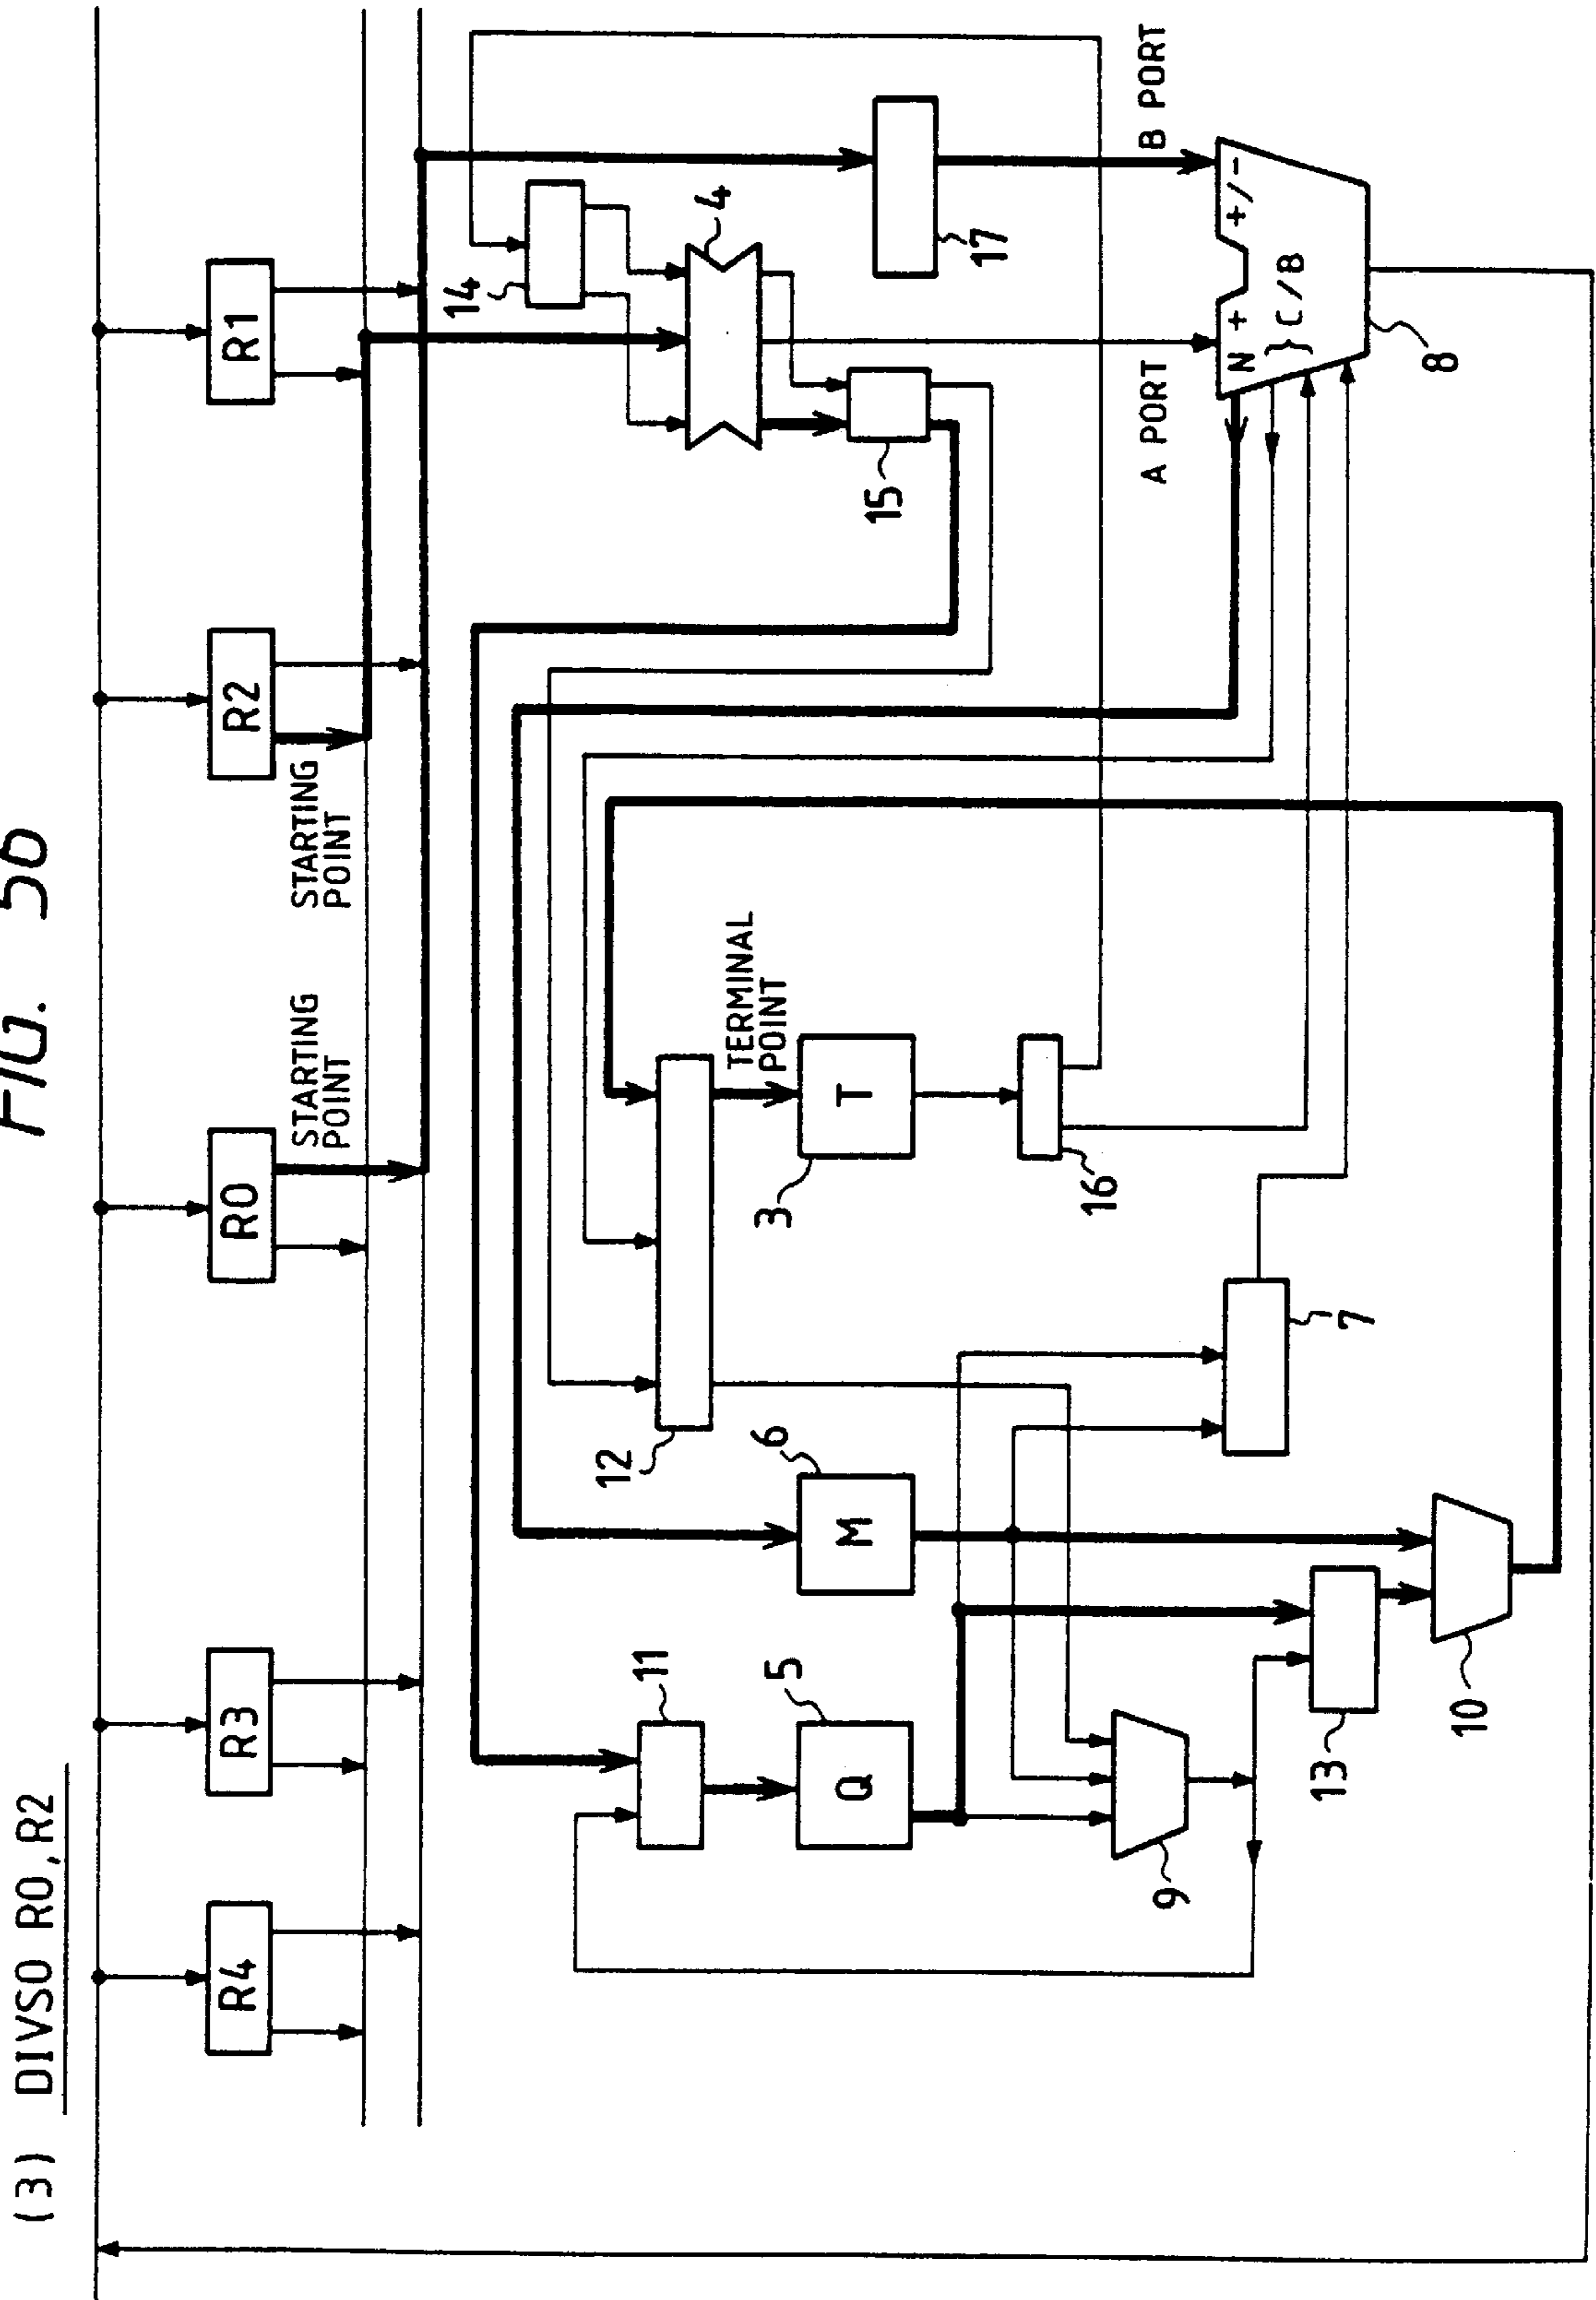 FIG. 5b
(3) DIVS0 R0, R2
R4
R3
R0
R2
R1
STARTING
POINT
STARTING
POINT
14
4
17
15
12
TERMINAL
POINT
11
6
5
M
Q
T
3
16
7
9
13
10
A PORT
B PORT
N
+
+/-
} C/B
8